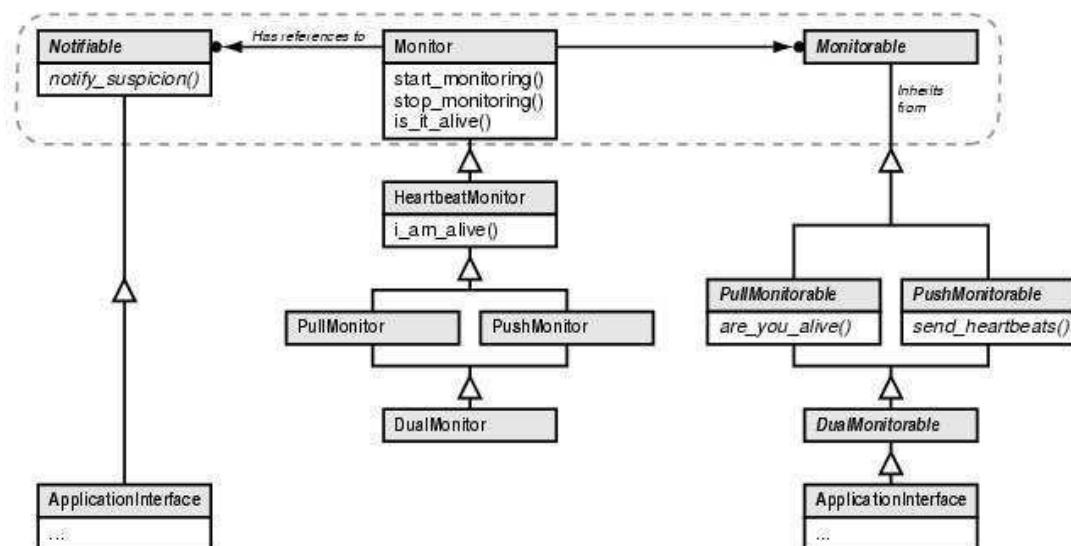 Notifiable
notify_suspicion()
Has references to
Monitor
start_monitoring()
stop_monitoring()
is_it_alive()
Monitorable
Inherits
from
HeartbeatMonitor
i_am_alive()
PullMonitor
PushMonitor
DualMonitor
PullMonitorable
are_you_alive()
PushMonitorable
send_heartbeats()
DualMonitorable
ApplicationInterface
...
ApplicationInterface
...